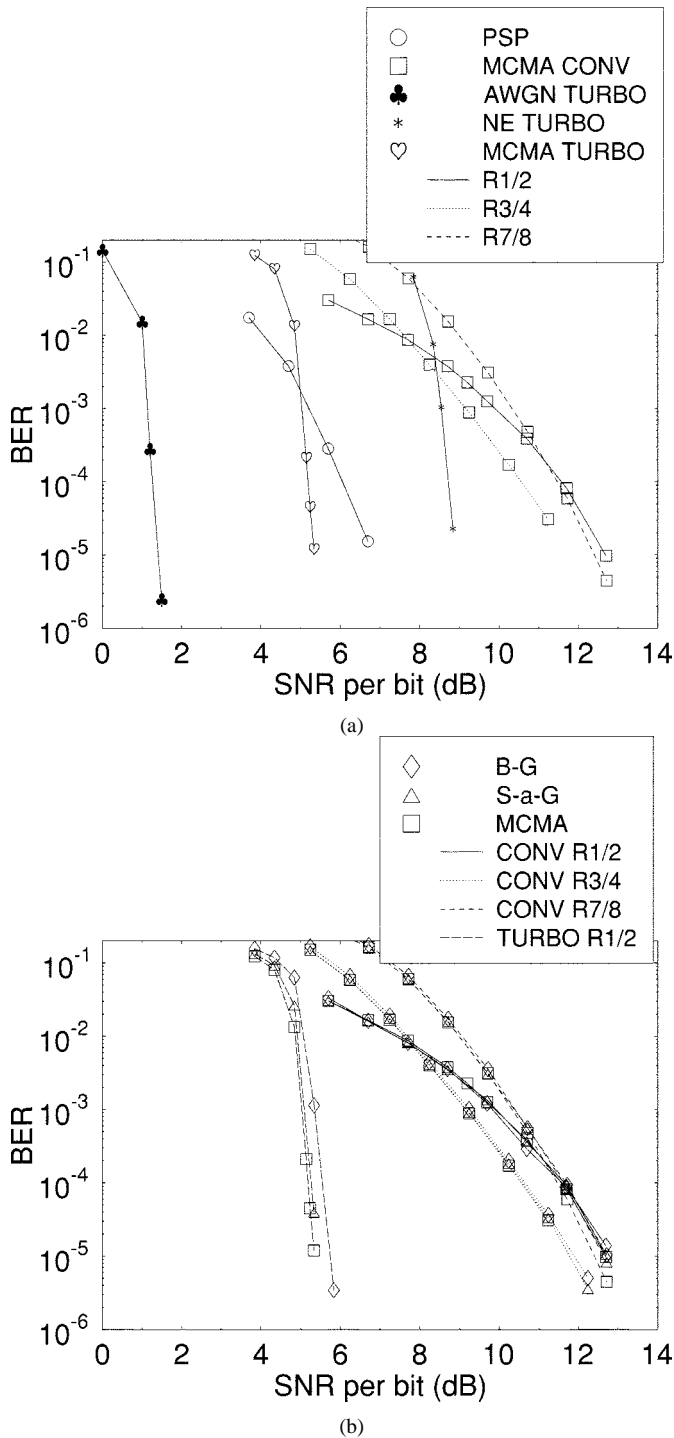 PSP
MCMA CONV
AWGN TURBO
NE TURBO
MCMA TURBO
R1/2
R3/4
R7/8
10^-1
10^-2
10^-3
10^-4
10^-5
10^-6
BER
0 2 4 6 8 10 12 14
SNR per bit (dB)
(a)
B-G
S-a-G
MCMA
CONV R1/2
CONV R3/4
CONV R7/8
TURBO R1/2
10^-1
10^-2
10^-3
10^-4
10^-5
10^-6
BER
0 2 4 6 8 10 12 14
SNR per bit (dB)
(b)